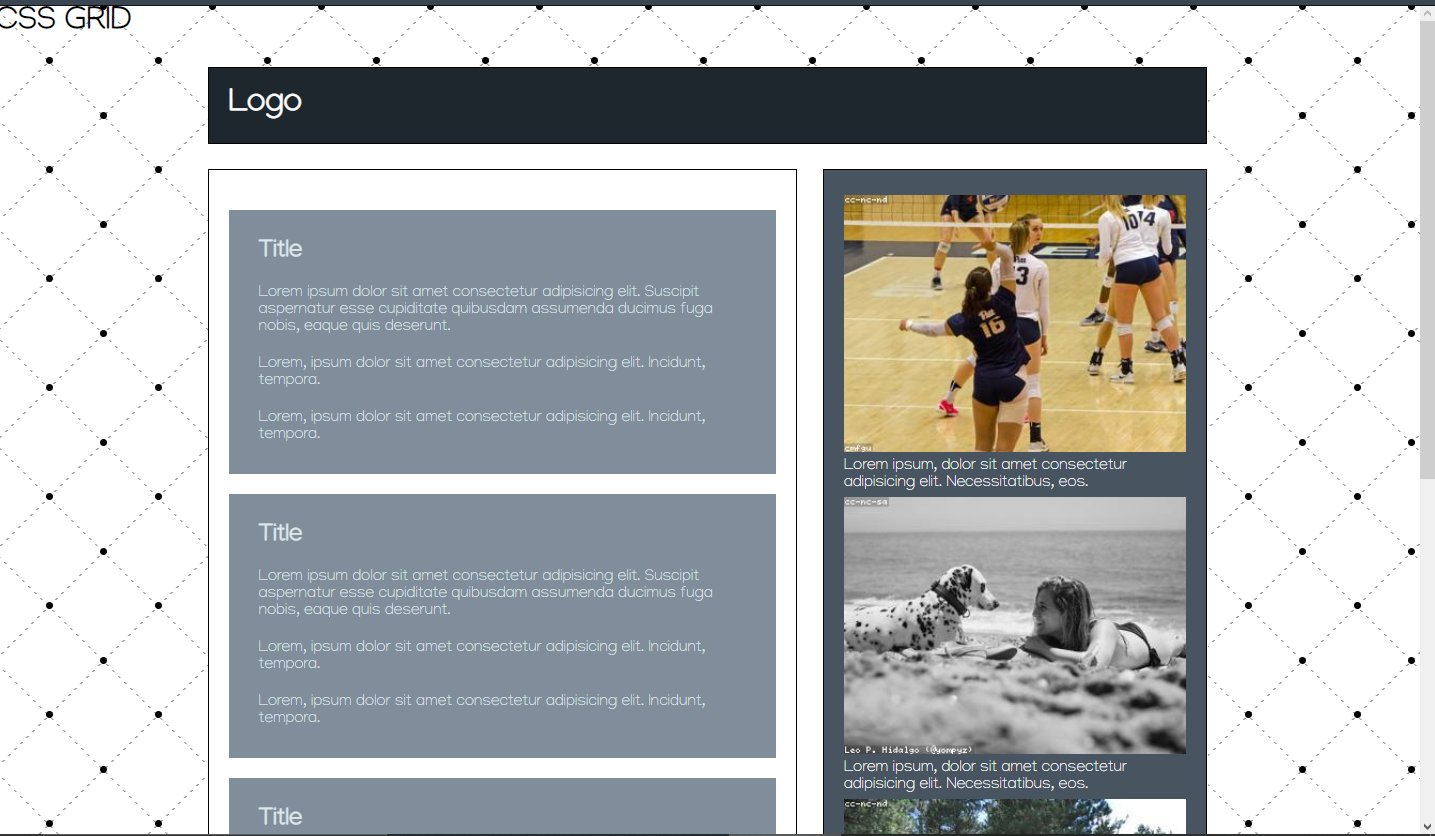 CSS GRID
Logo
Title
Lorem ipsum dolor sit amet consectetur adipisicing elit. Suscipit
aspernatur esse cupiditate quibusdam assumenda ducimus fuga
nobis, eaque quis deserunt.
Lorem, ipsum dolor sit amet consectetur adipisicing elit. Incidunt,
tempora.
Lorem, ipsum dolor sit amet consectetur adipisicing elit. Incidunt,
tempora.
Title
Lorem ipsum dolor sit amet consectetur adipisicing elit. Suscipit
aspernatur esse cupiditate quibusdam assumenda ducimus fuga
nobis, eaque quis deserunt.
Lorem, ipsum dolor sit amet consectetur adipisicing elit. Incidunt,
tempora.
Lorem, ipsum dolor sit amet consectetur adipisicing elit. Incidunt,
tempora.
Title
cc-nc-nd
1014
13
16
cmfgu
Lorem ipsum, dolor sit amet consectetur
adipisicing elit. Necessitatibus, eos.
cc-nc-sa
Leo P. Hidalgo (@yompyz)
Lorem ipsum, dolor sit amet consectetur
adipisicing elit. Necessitatibus, eos.
cc-nc-nd